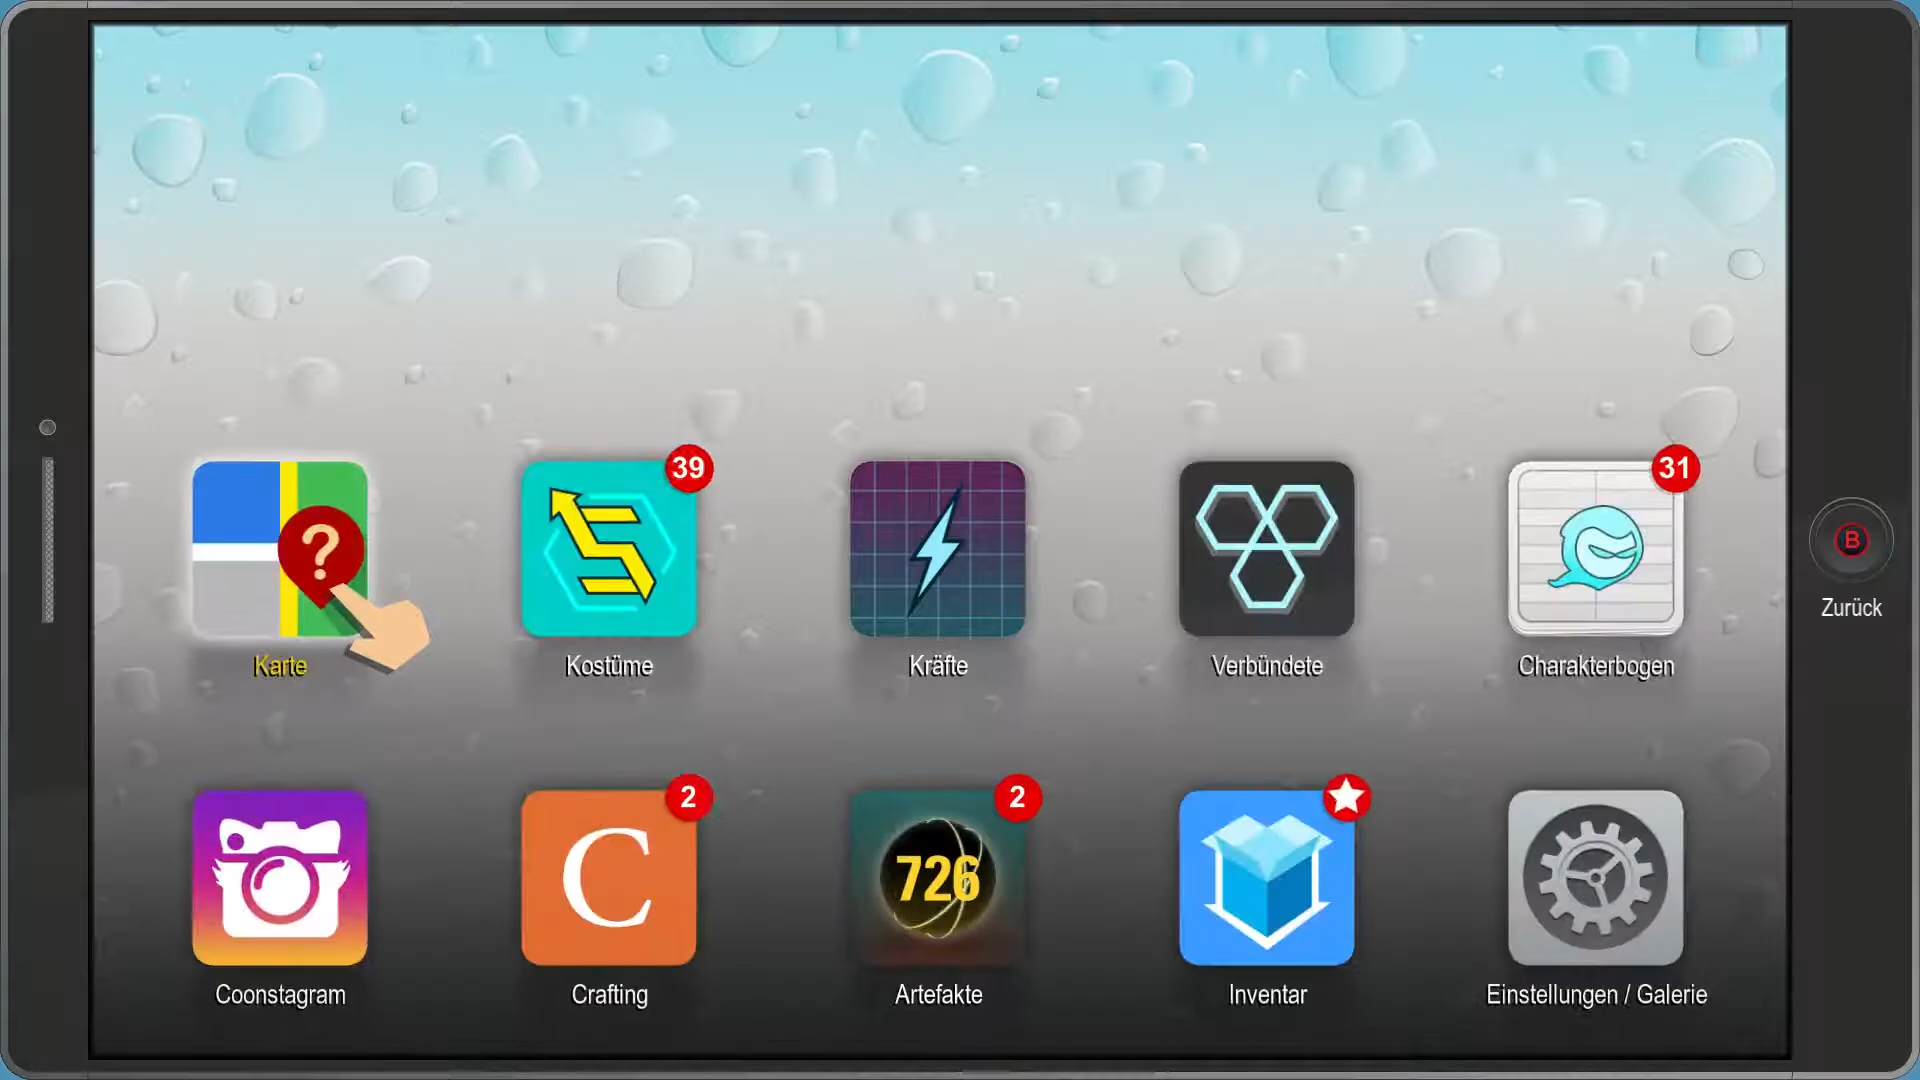 39
31
?
B
Zurück
Karte
Kostüme
Kräfte
Verbündete
Charakterbogen
2
2
C
726
Coonstagram
Crafting
Artefakte
Inventar
Einstellungen / Galerie